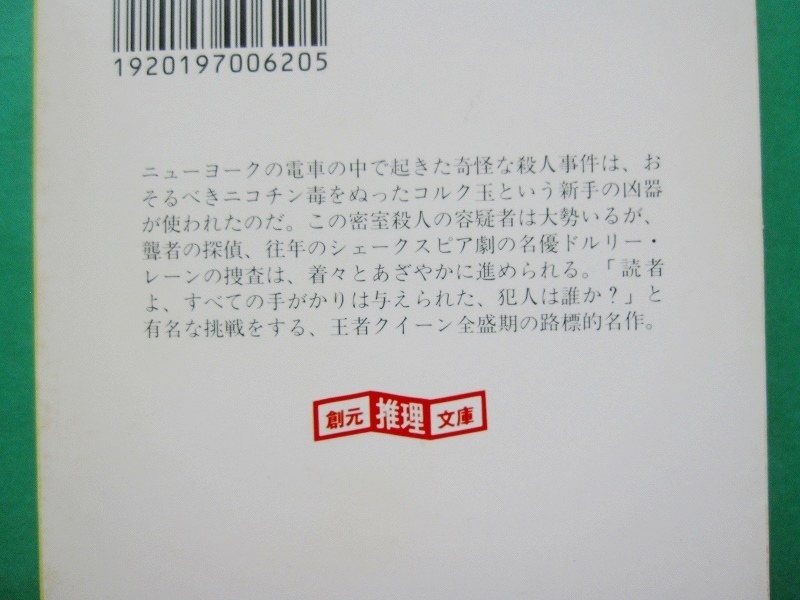 1920197006205
ニューヨークの電車の中で起きた奇怪な殺人事件は、お
そるべきニコチン毒をぬったコルク玉という新手の凶器
が使われたのだ。この密室殺人の容疑者は大勢いるが、
聾者の探偵、往年のシェークスピア劇の名優ドルリー・
レーンの捜査は、着々とあざやかに進められる。「読者
よ、すべての手がかりは与えられた、犯人は誰か？」と
有名な挑戦をする、王者クイーン全盛期の路標的名作。
創元推理文庫